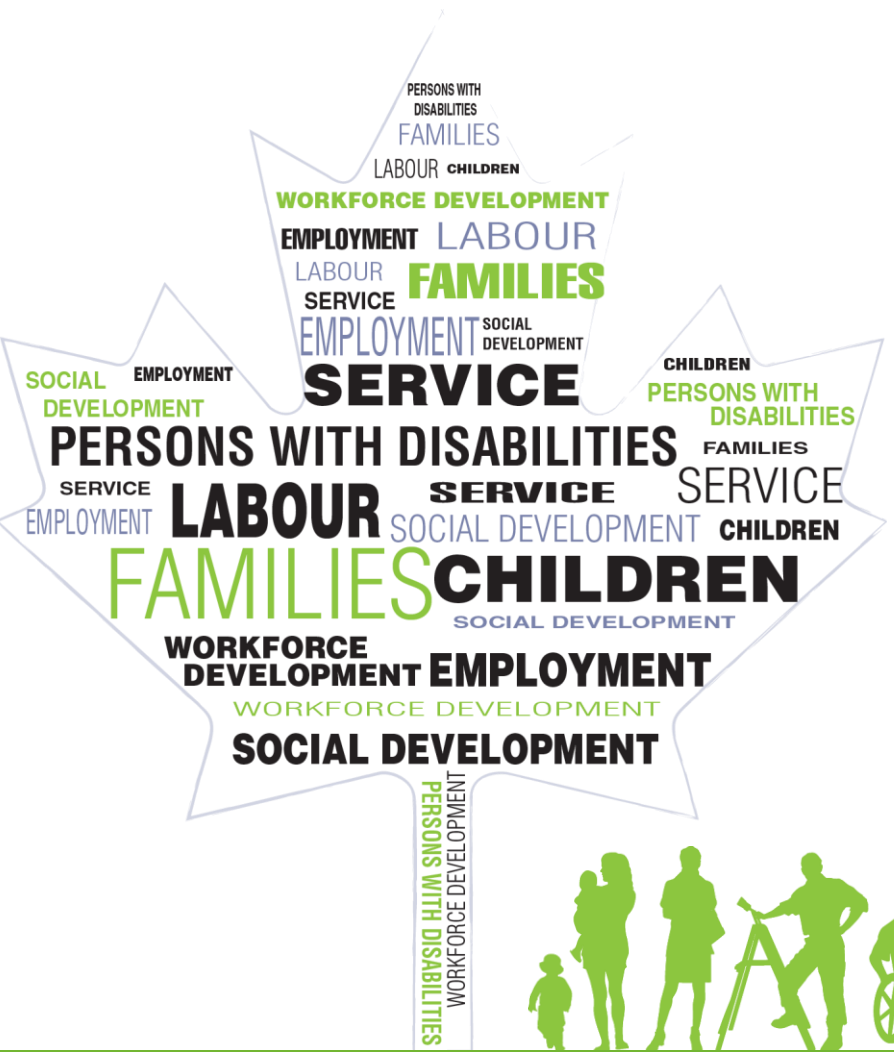 PERSONS WITH
DISABILITIES
FAMILIES
LABOUR CHILDREN
WORKFORCE DEVELOPMENT
EMPLOYMENT LABOUR
LABOUR FAMILIES
SERVICE
EMPLOYMENT SOCIAL
DEVELOPMENT
SERVICE
SOCIAL
DEVELOPMENT
EMPLOYMENT
CHILDREN
PERSONS WITH
DISABILITIES
PERSONS WITH DISABILITIES
FAMILIES
SERVICE
LABOUR
SERVICE
SERVICE
EMPLOYMENT
SOCIAL DEVELOPMENT
CHILDREN
FAMILIES CHILDREN
SOCIAL DEVELOPMENT
WORKFORCE
DEVELOPMENT EMPLOYMENT
WORKFORCE DEVELOPMENT
SOCIAL DEVELOPMENT
PERSONS WITH DISABILITIES
WORKFORCE DEVELOPMENT